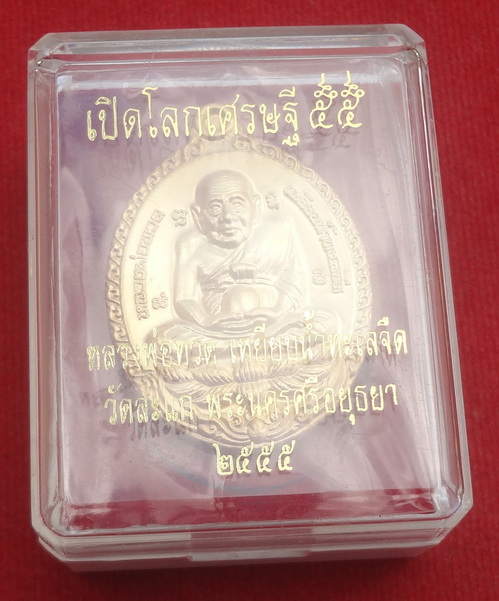 เปิดโลกเศรษฐี ๕๕
หลวงพ่อทวด เหยียบน้ำทะเลจืด
วัดสะแก พระนครศรีอยุธยา
๒๕๕๕